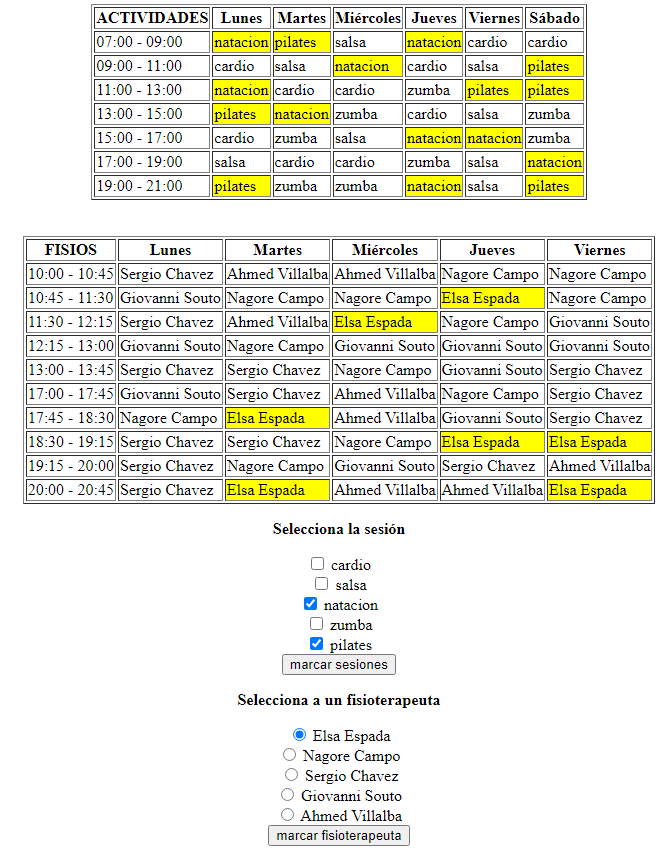 ACTIVIDADES Lunes Martes Miércoles Jueves Viernes Sábado
07:00 - 09:00 natacion pilates salsa natacion cardio cardio
09:00 - 11:00 cardio salsa natacion cardio salsa pilates
11:00 - 13:00 natacion cardio cardio zumba pilates pilates
13:00 - 15:00 pilates natacion zumba cardio salsa zumba
15:00 - 17:00 cardio zumba salsa natacion natacion zumba
17:00 - 19:00 salsa cardio cardio zumba salsa natacion
19:00 - 21:00 pilates zumba zumba natacion salsa pilates
FISIOS Lunes Martes Miércoles Jueves Viernes
10:00 - 10:45 Sergio Chavez Ahmed Villalba Ahmed Villalba Nagore Campo Nagore Campo
10:45 - 11:30 Giovanni Souto Nagore Campo Nagore Campo Elsa Espada Nagore Campo
11:30 - 12:15 Sergio Chavez Ahmed Villalba Elsa Espada Nagore Campo Giovanni Souto
12:15 - 13:00 Giovanni Souto Nagore Campo Giovanni Souto Giovanni Souto Giovanni Souto
13:00 - 13:45 Sergio Chavez Sergio Chavez Sergio Chavez Nagore Campo Sergio Chavez
17:00 - 17:45 Giovanni Souto Sergio Chavez Ahmed Villalba Nagore Campo Sergio Chavez
17:45 - 18:30 Nagore Campo Elsa Espada Ahmed Villalba Giovanni Souto Sergio Chavez
18:30 - 19:15 Sergio Chavez Sergio Chavez Nagore Campo Elsa Espada Elsa Espada
19:15 - 20:00 Sergio Chavez Nagore Campo Giovanni Souto Sergio Chavez Ahmed Villalba
20:00 - 20:45 Sergio Chavez Elsa Espada Ahmed Villalba Ahmed Villalba Elsa Espada
Selecciona la sesión
cardio
salsa
natacion
zumba
pilates
marcar sesiones
Selecciona a un fisioterapeuta
Elsa Espada
Nagore Campo
Sergio Chavez
Giovanni Souto
Ahmed Villalba
marcar fisioterapeuta